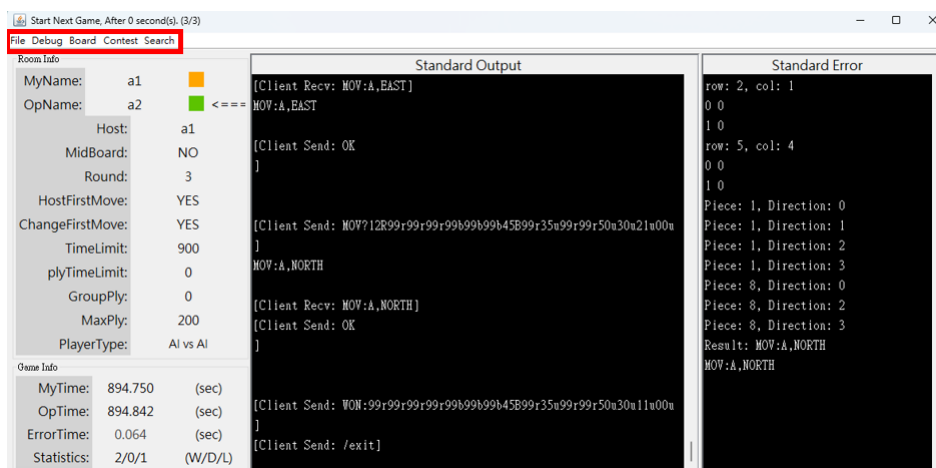 Start Next Game, After 0 second(s). (3/3)
File Debug Board Contest Search
Room Info
MyName: a1
OpName: a2 <===
Host: a1
MidBoard: NO
Round: 3
HostFirstMove: YES
ChangeFirstMove: YES
TimeLimit: 900
plyTimeLimit: 0
GroupPly: 0
MaxPly: 200
PlayerType: AI vs AI
Game Info
MyTime: 894.750 (sec)
OpTime: 894.842 (sec)
ErrorTime: 0.064 (sec)
Statistics: 2/0/1 (W/D/L)
Standard Output
[Client Recv: MOV:A,EAST]
MOV:A,EAST
[Client Send: OK
]
[Client Send: MOV?12R99r99r99r99b99b99b45B99r35u99r99r50u30u21u00u
]
MOV:A,NORTH
[Client Recv: MOV:A,NORTH]
[Client Send: OK
]
[Client Send: WON:99r99r99r99r99b99b99b45B99r35u99r99r50u30u11u00u
]
[Client Send: /exit]
Standard Error
row: 2, col: 1
0 0
1 0
row: 5, col: 4
0 0
1 0
Piece: 1, Direction: 0
Piece: 1, Direction: 1
Piece: 1, Direction: 2
Piece: 1, Direction: 3
Piece: 8, Direction: 0
Piece: 8, Direction: 2
Piece: 8, Direction: 3
Result: MOV:A,NORTH
MOV:A,NORTH